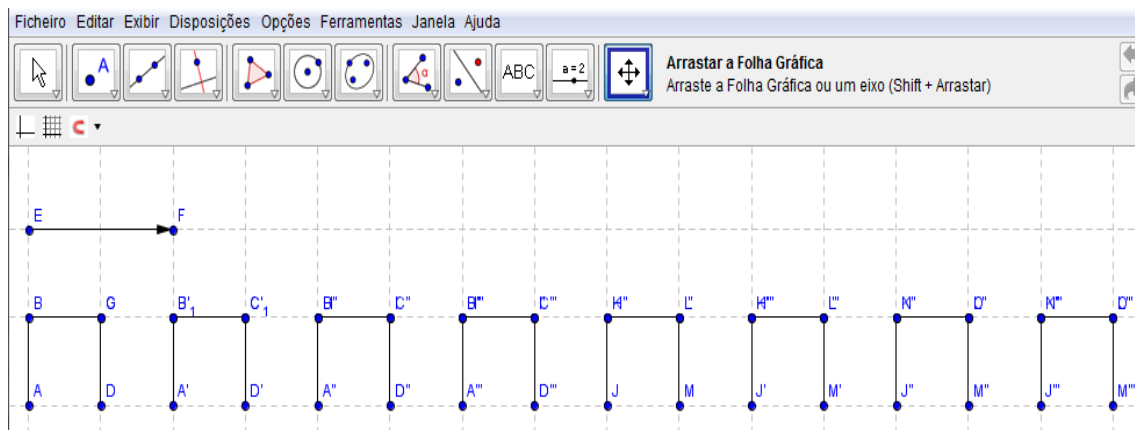 Ficheiro Editar Exibir Disposições Opções Ferramentas Janela Ajuda
A α ABC a=2 Arrastar a Folha Gráfica
Arraste a Folha Gráfica ou um eixo (Shift + Arrastar)
E F
B G B'₁ C'₁ L" L'''
A D A' D' A" D" A''' D''' J M J' M' J" M" J''' M'''